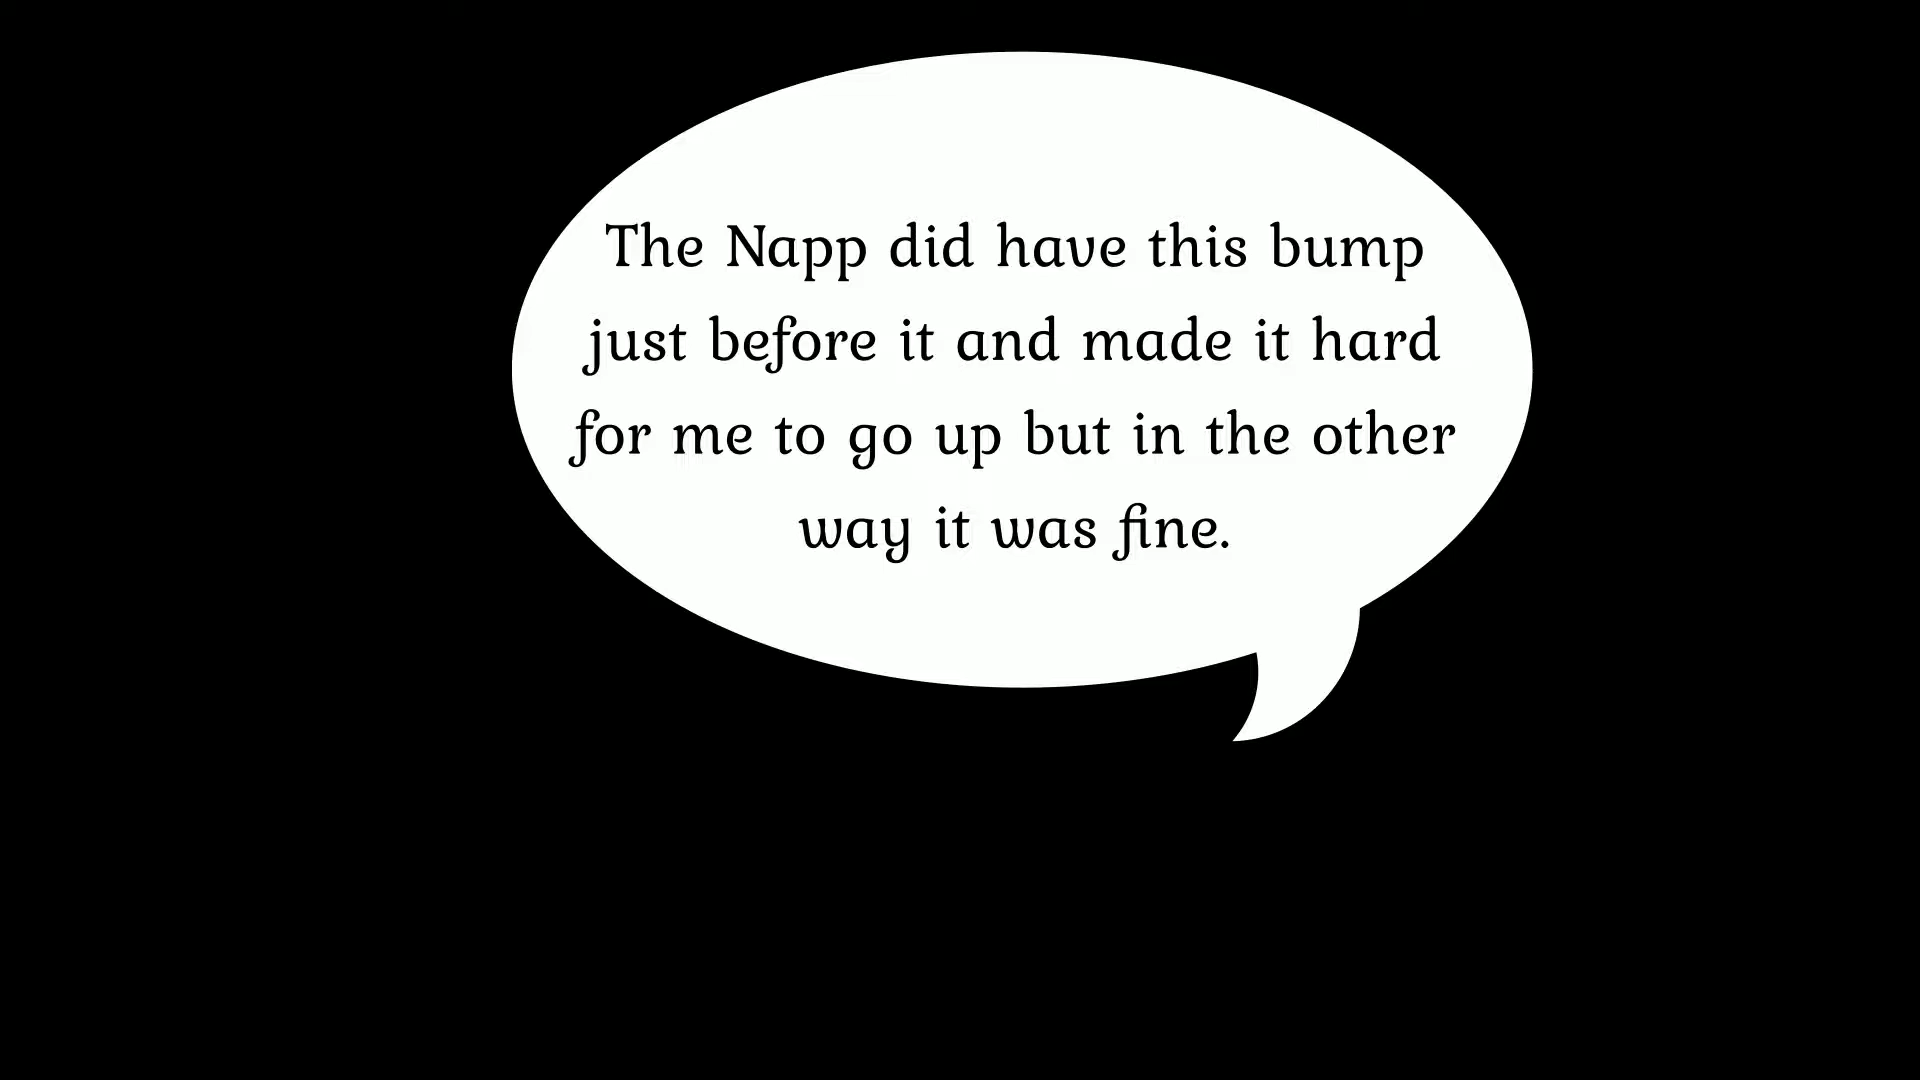 The Napp did have this bump
just before it and made it hard
for me to go up but in the other
way it was fine.